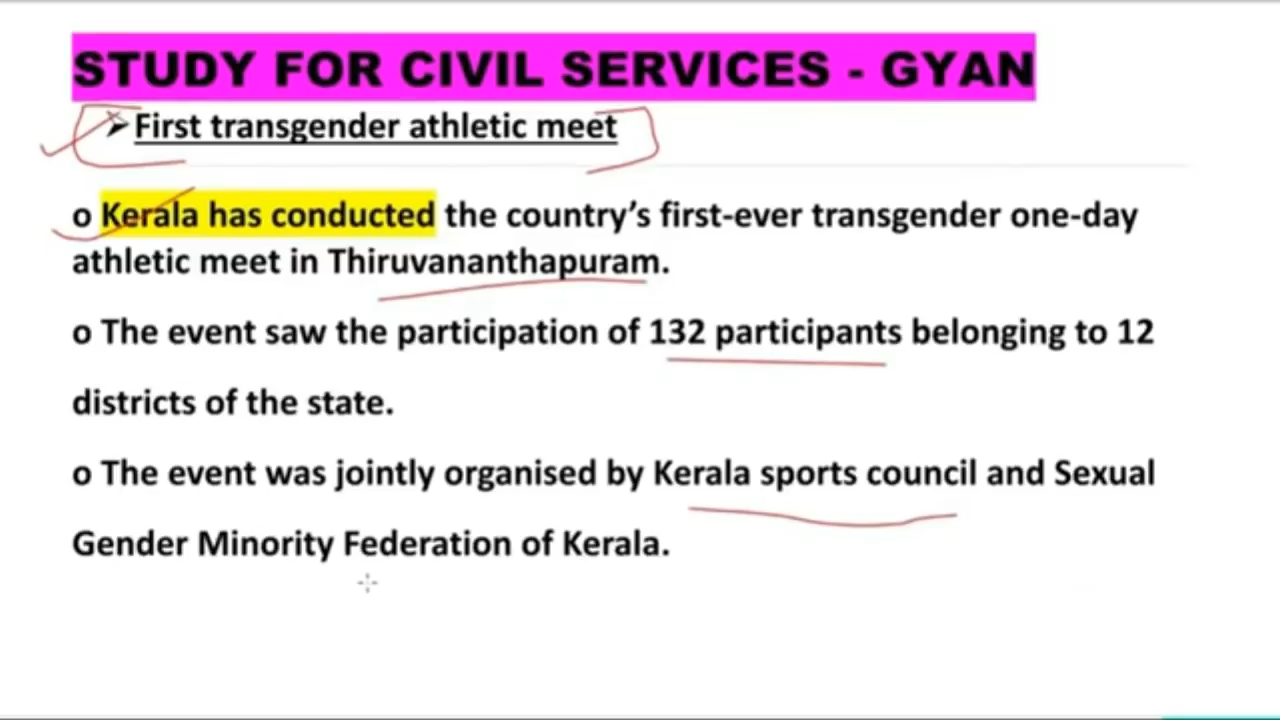 STUDY FOR CIVIL SERVICES - GYAN
➤First transgender athletic meet
o Kerala has conducted the country’s first-ever transgender one-day
athletic meet in Thiruvananthapuram.
o The event saw the participation of 132 participants belonging to 12
districts of the state.
o The event was jointly organised by Kerala sports council and Sexual
Gender Minority Federation of Kerala.